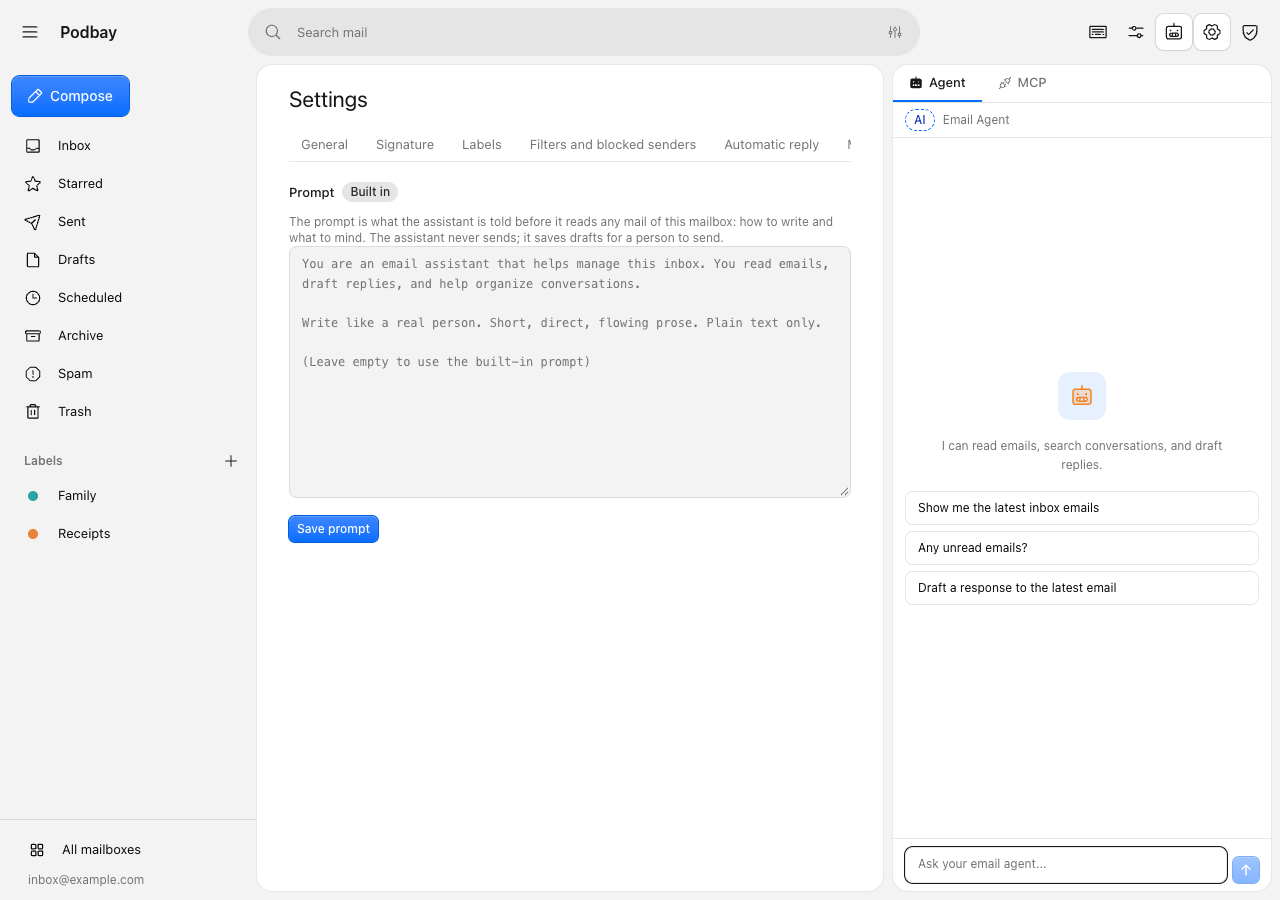 Podbay
Search mail
Compose
Inbox
Starred
Sent
Drafts
Scheduled
Archive
Spam
Trash
Labels
Family
Receipts
All mailboxes
inbox@example.com
Settings
General
Signature
Labels
Filters and blocked senders
Automatic reply
Prompt
Built in
The prompt is what the assistant is told before it reads any mail of this mailbox: how to write and
what to mind. The assistant never sends; it saves drafts for a person to send.
You are an email assistant that helps manage this inbox. You read emails,
draft replies, and help organize conversations.
Write like a real person. Short, direct, flowing prose. Plain text only.
(Leave empty to use the built-in prompt)
Save prompt
Agent
MCP
AI
Email Agent
I can read emails, search conversations, and draft
replies.
Show me the latest inbox emails
Any unread emails?
Draft a response to the latest email
Ask your email agent...